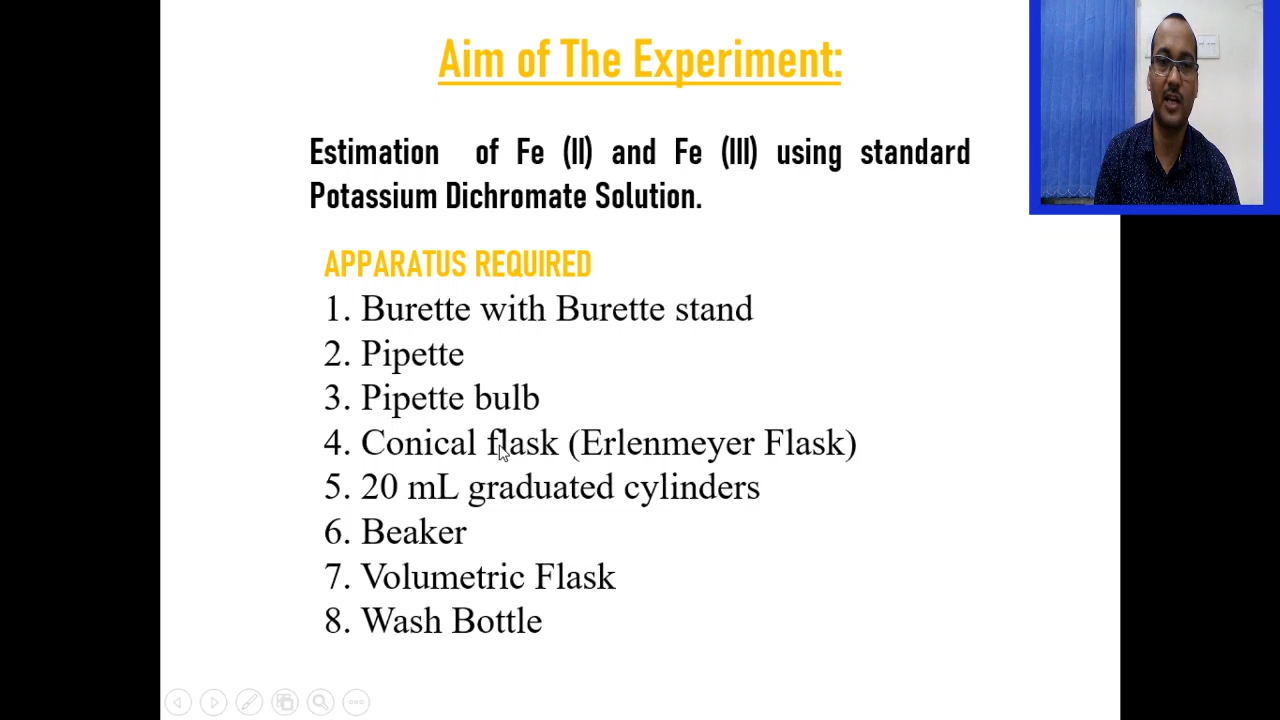 Aim of The Experiment:
Estimation of Fe (II) and Fe (III) using standard
Potassium Dichromate Solution.
APPARATUS REQUIRED
1. Burette with Burette stand
2. Pipette
3. Pipette bulb
4. Conical flask (Erlenmeyer Flask)
5. 20 mL graduated cylinders
6. Beaker
7. Volumetric Flask
8. Wash Bottle